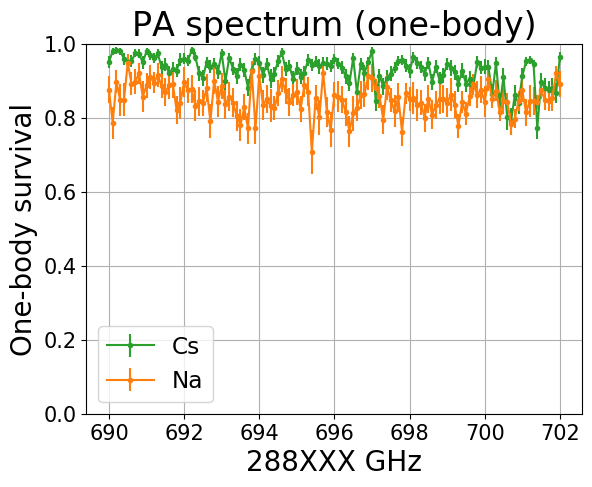 PA spectrum (one-body)
One-body survival
1.0
0.8
0.6
0.4
0.2
0.0
Cs
Na
690 692 694 696 698 700 702
288XXX GHz